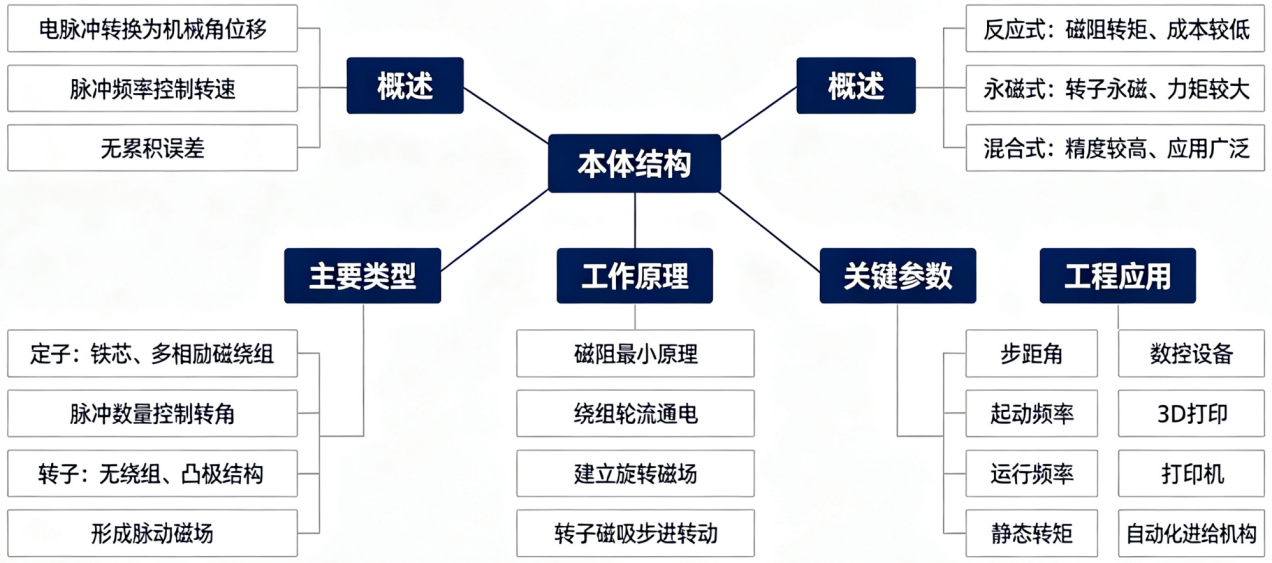 电脉冲转换为机械角位移
脉冲频率控制转速
无累积误差
概述
概述
反应式：磁阻转矩、成本较低
永磁式：转子永磁、力矩较大
混合式：精度较高、应用广泛
本体结构
主要类型
工作原理
关键参数
工程应用
定子：铁芯、多相励磁绕组
脉冲数量控制转角
转子：无绕组、凸极结构
形成脉动磁场
磁阻最小原理
绕组轮流通电
建立旋转磁场
转子磁吸步进转动
步距角
起动频率
运行频率
静态转矩
数控设备
3D打印
打印机
自动化进给机构